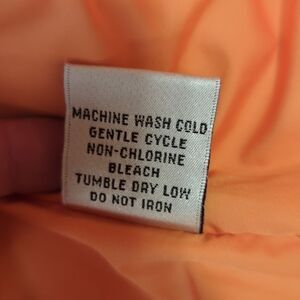 MACHINE WASH COLD
GENTLE CYCLE
NON-CHLORINE
BLEACH
TUMBLE DRY LOW
DO NOT IRON